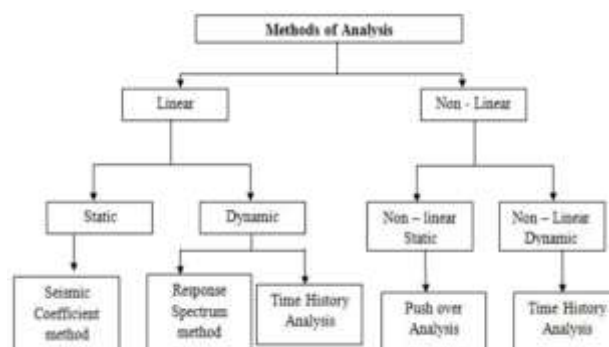 Methods of Analysis
Linear
Non - Linear
Static
Dynamic
Non – linear
Static
Non – Linear
Dynamic
Seismic
Coefficient
method
Response
Spectrum
method
Time History
Analysis
Push over
Analysis
Time History
Analysis